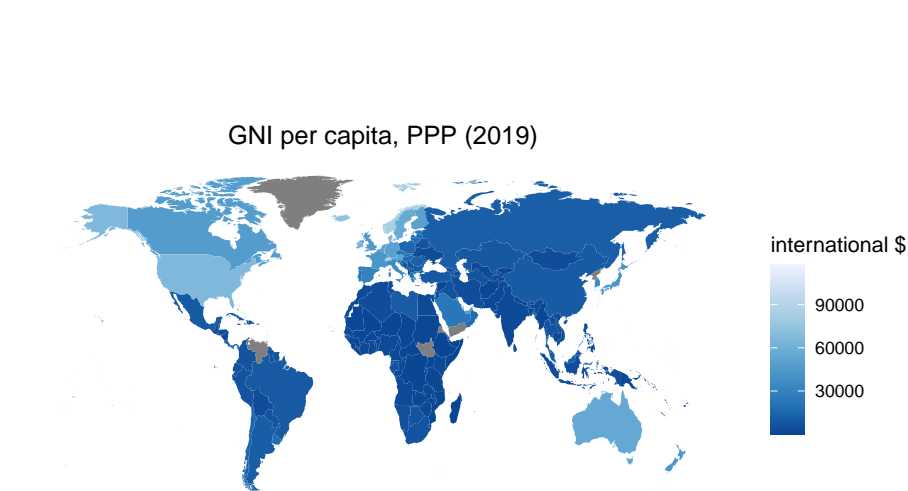 GNI per capita, PPP (2019)
international $
90000
60000
30000